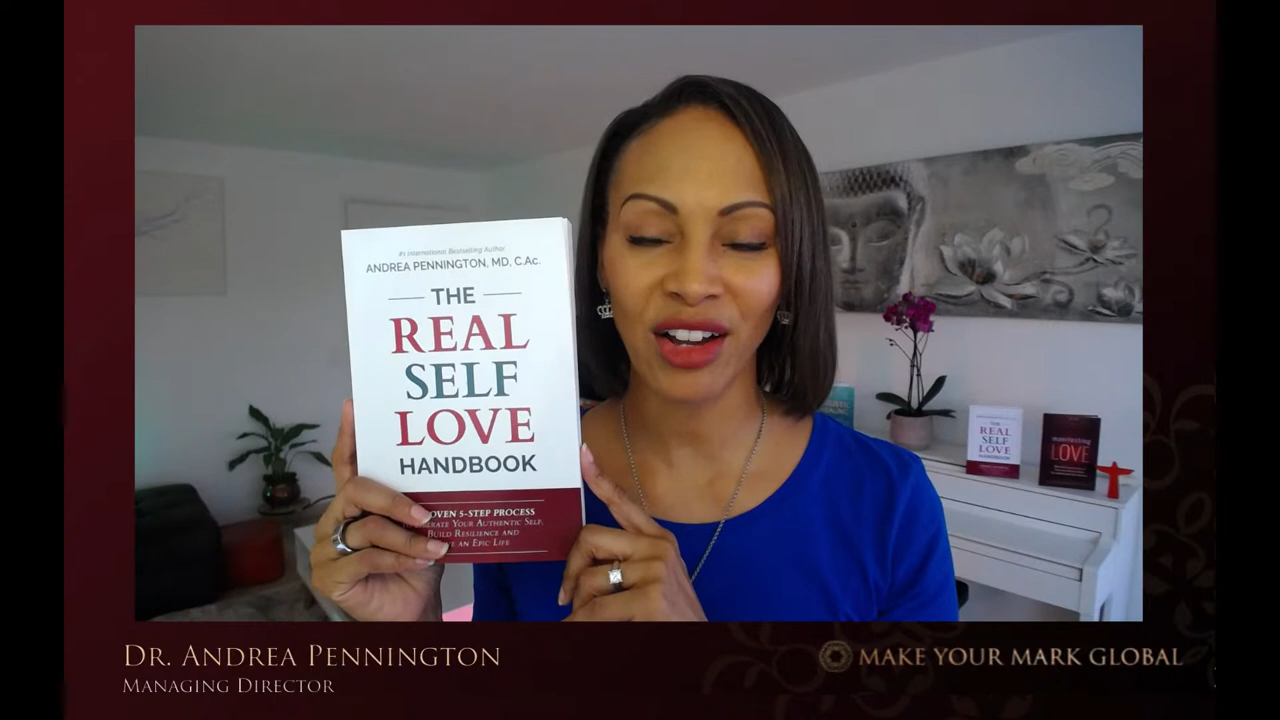 #1 International Bestselling Author
ANDREA PENNINGTON, MD, C.Ac.
THE
REAL
SELF
LOVE
HANDBOOK
OVEN 5-STEP PROCESS
ERATE YOUR AUTHENTIC SELF,
BUILD RESILIENCE AND
AN EPIC LIFE
THE
REAL
SELF
LOVE
HANDBOOK
manifesting
LOVE
DR. ANDREA PENNINGTON
MANAGING DIRECTOR
MAKE YOUR MARK GLOBAL